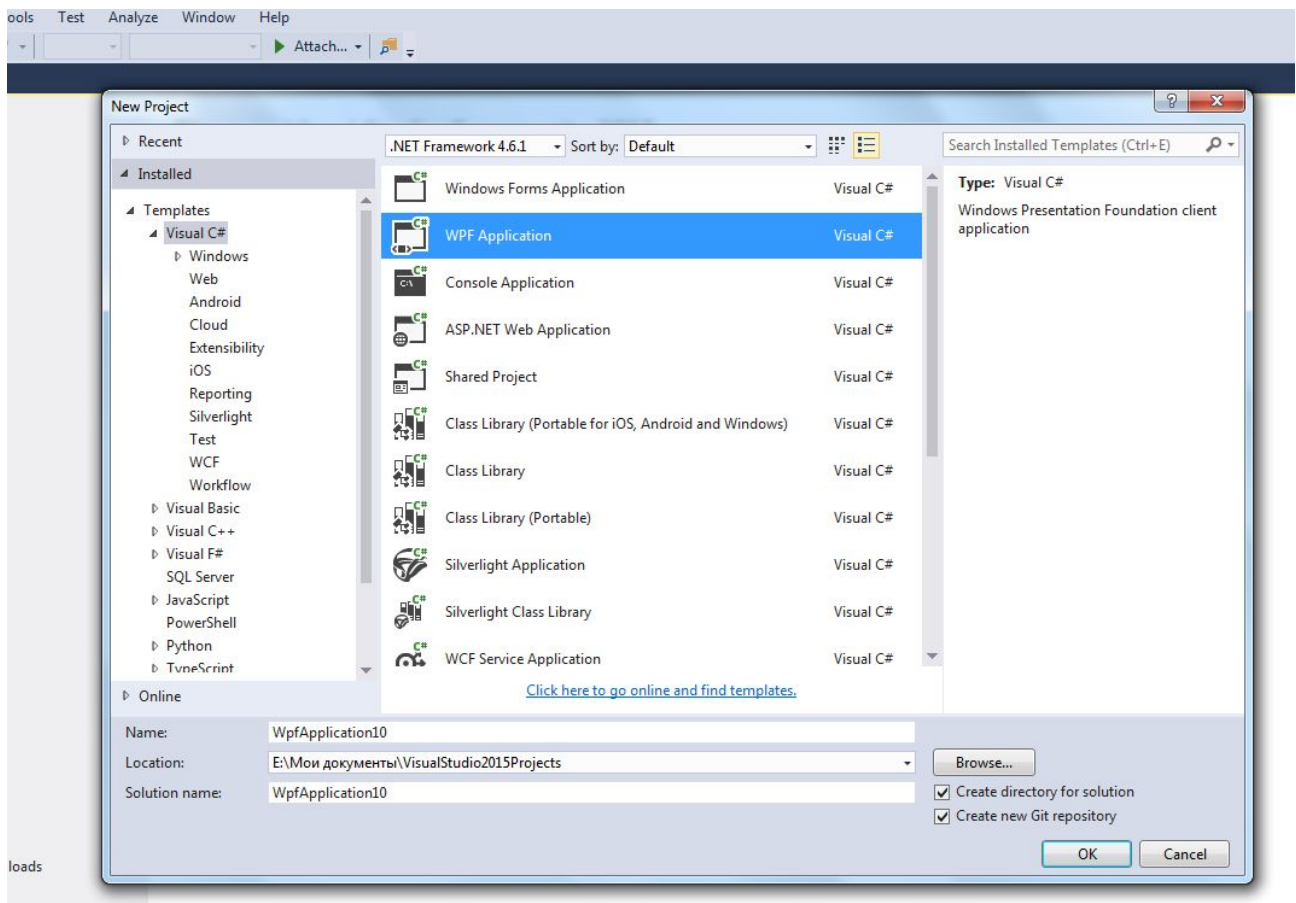 ools Test Analyze Window Help
Attach...
New Project
Recent
.NET Framework 4.6.1 Sort by: Default
Search Installed Templates (Ctrl+E)
Installed
Templates
Visual C#
Windows
Web
Android
Cloud
Extensibility
iOS
Reporting
Silverlight
Test
WCF
Workflow
Visual Basic
Visual C++
Visual F#
SQL Server
JavaScript
PowerShell
Python
TypeScript
Online
Windows Forms Application Visual C#
WPF Application Visual C#
Console Application Visual C#
ASP.NET Web Application Visual C#
Shared Project Visual C#
Class Library (Portable for iOS, Android and Windows) Visual C#
Class Library Visual C#
Class Library (Portable) Visual C#
Silverlight Application Visual C#
Silverlight Class Library Visual C#
WCF Service Application Visual C#
Click here to go online and find templates.
Type: Visual C#
Windows Presentation Foundation client
application
Name: WpfApplication10
Location: E:\Мои документы\VisualStudio2015Projects
Browse...
Solution name: WpfApplication10
Create directory for solution
Create new Git repository
OK Cancel
loads